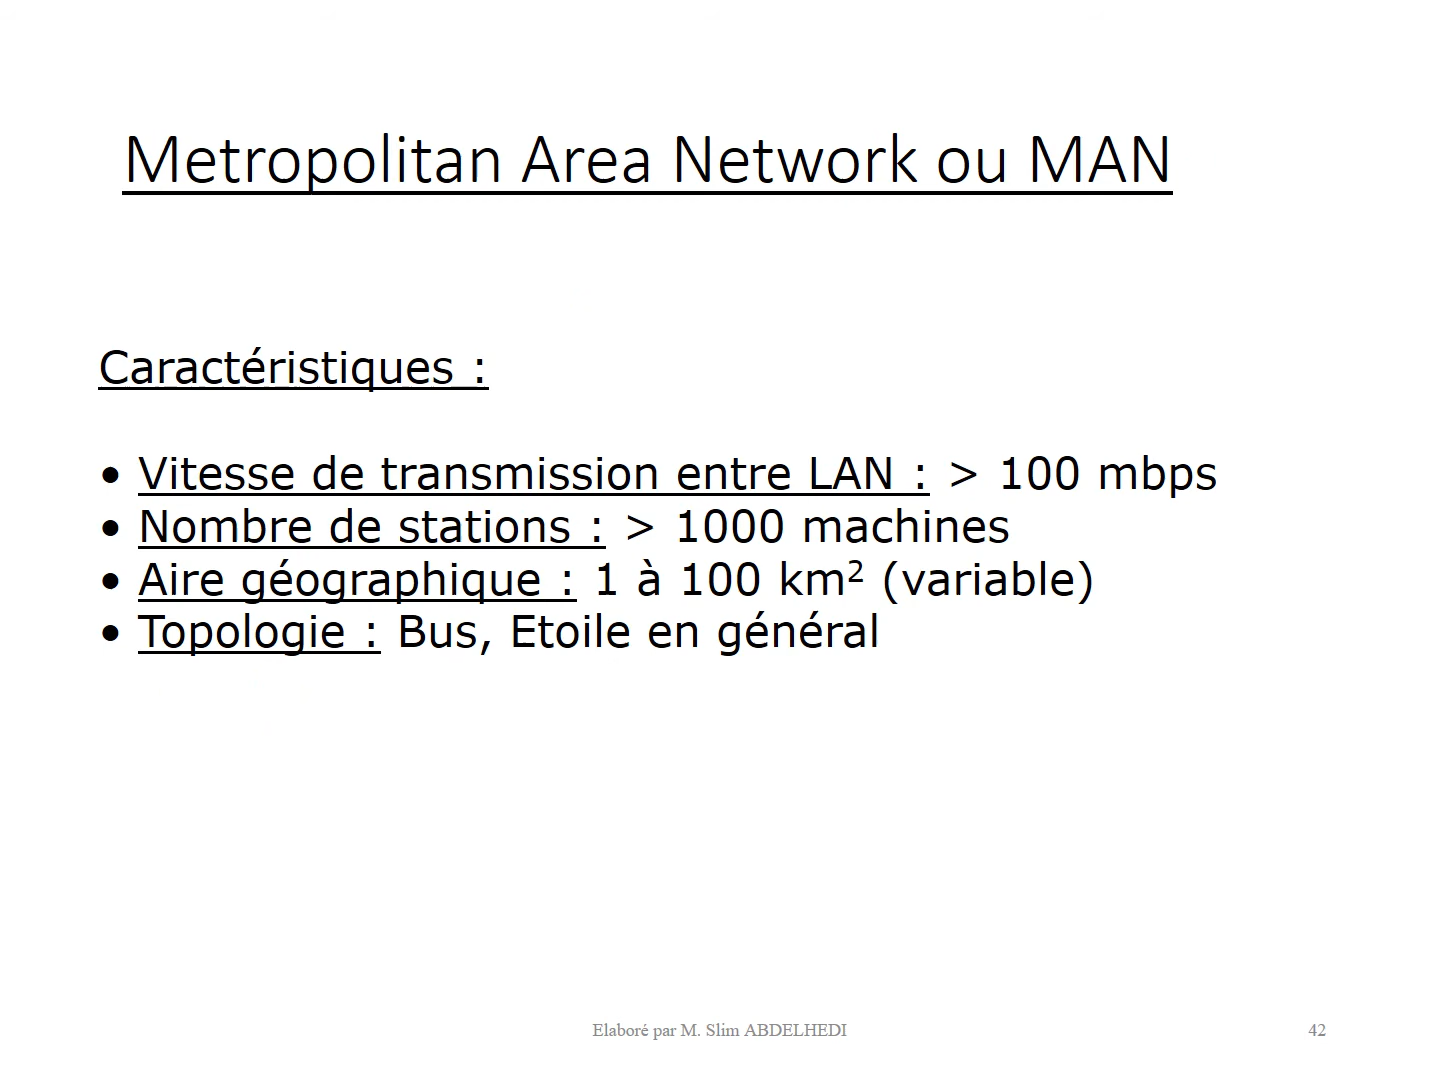 Metropolitan Area Network ou MAN
Caractéristiques :
• Vitesse de transmission entre LAN : > 100 mbps
• Nombre de stations : > 1000 machines
• Aire géographique : 1 à 100 km² (variable)
• Topologie : Bus, Etoile en général
Elaboré par M. Slim ABDELHEDI
42